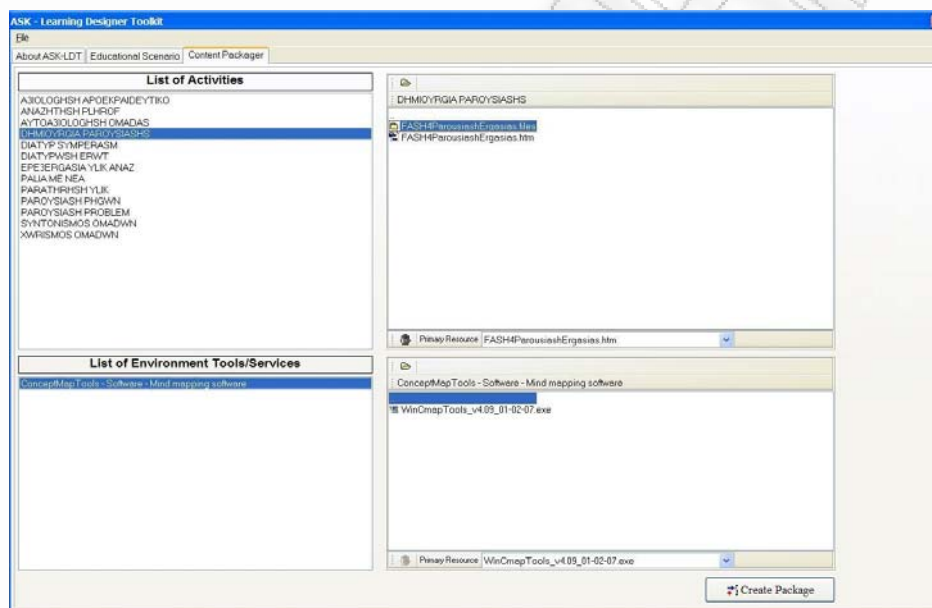 ASK - Learning Designer Toolkit
File
About ASK-LDT Educational Scenario Content Packager
List of Activities
A3IOLOGHSH APOEKPAIDEYTIKO
ANAZHTHSH PLHROF
AYTOA3IOLOGHSH OMADAS
DHMIOYRGIA PAROYSIASHS
DIATYP SYMPERASM
DIATYPWSH ERWT
EPE3ERGASIA YLIK ANAZ
PALIA ME NEA
PARATHRHSH YLIK
PAROYSIASH PHGWN
PAROYSIASH PROBLEM
SYNTONISMOS OMADWN
XWRISMOS OMADWN
DHMIOYRGIA PAROYSIASHS
..
FASH4ParousiashErgasias.files
FASH4ParousiashErgasias.htm
Primary Resource FASH4ParousiashErgasias.htm
List of Environment Tools/Services
ConceptMapTools - Software - Mind mapping software
ConceptMapTools - Software - Mind mapping software
WinCmapTools_v4.09_01-02-07.exe
Primary Resource WinCmapTools_v4.09_01-02-07.exe
Create Package